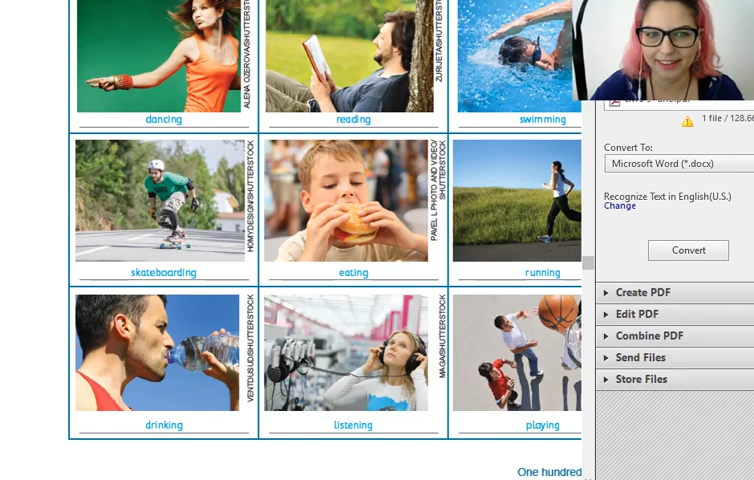 ALENA OZEROVA/SHUTTERSTOCK
ZURIJETA/SHUTTERSTOCK
dancing
reading
swimming
HOMYDESIGN/SHUTTERSTOCK
PAVEL L PHOTO AND VIDEO/
SHUTTERSTOCK
skateboarding
eating
running
VENTDUSUD/SHUTTERSTOCK
MAGA/SHUTTERSTOCK
drinking
listening
playing
One hundred
1 file / 128.66
Convert To:
Microsoft Word (*.docx)
Recognize Text in English(U.S.)
Change
Convert
Create PDF
Edit PDF
Combine PDF
Send Files
Store Files